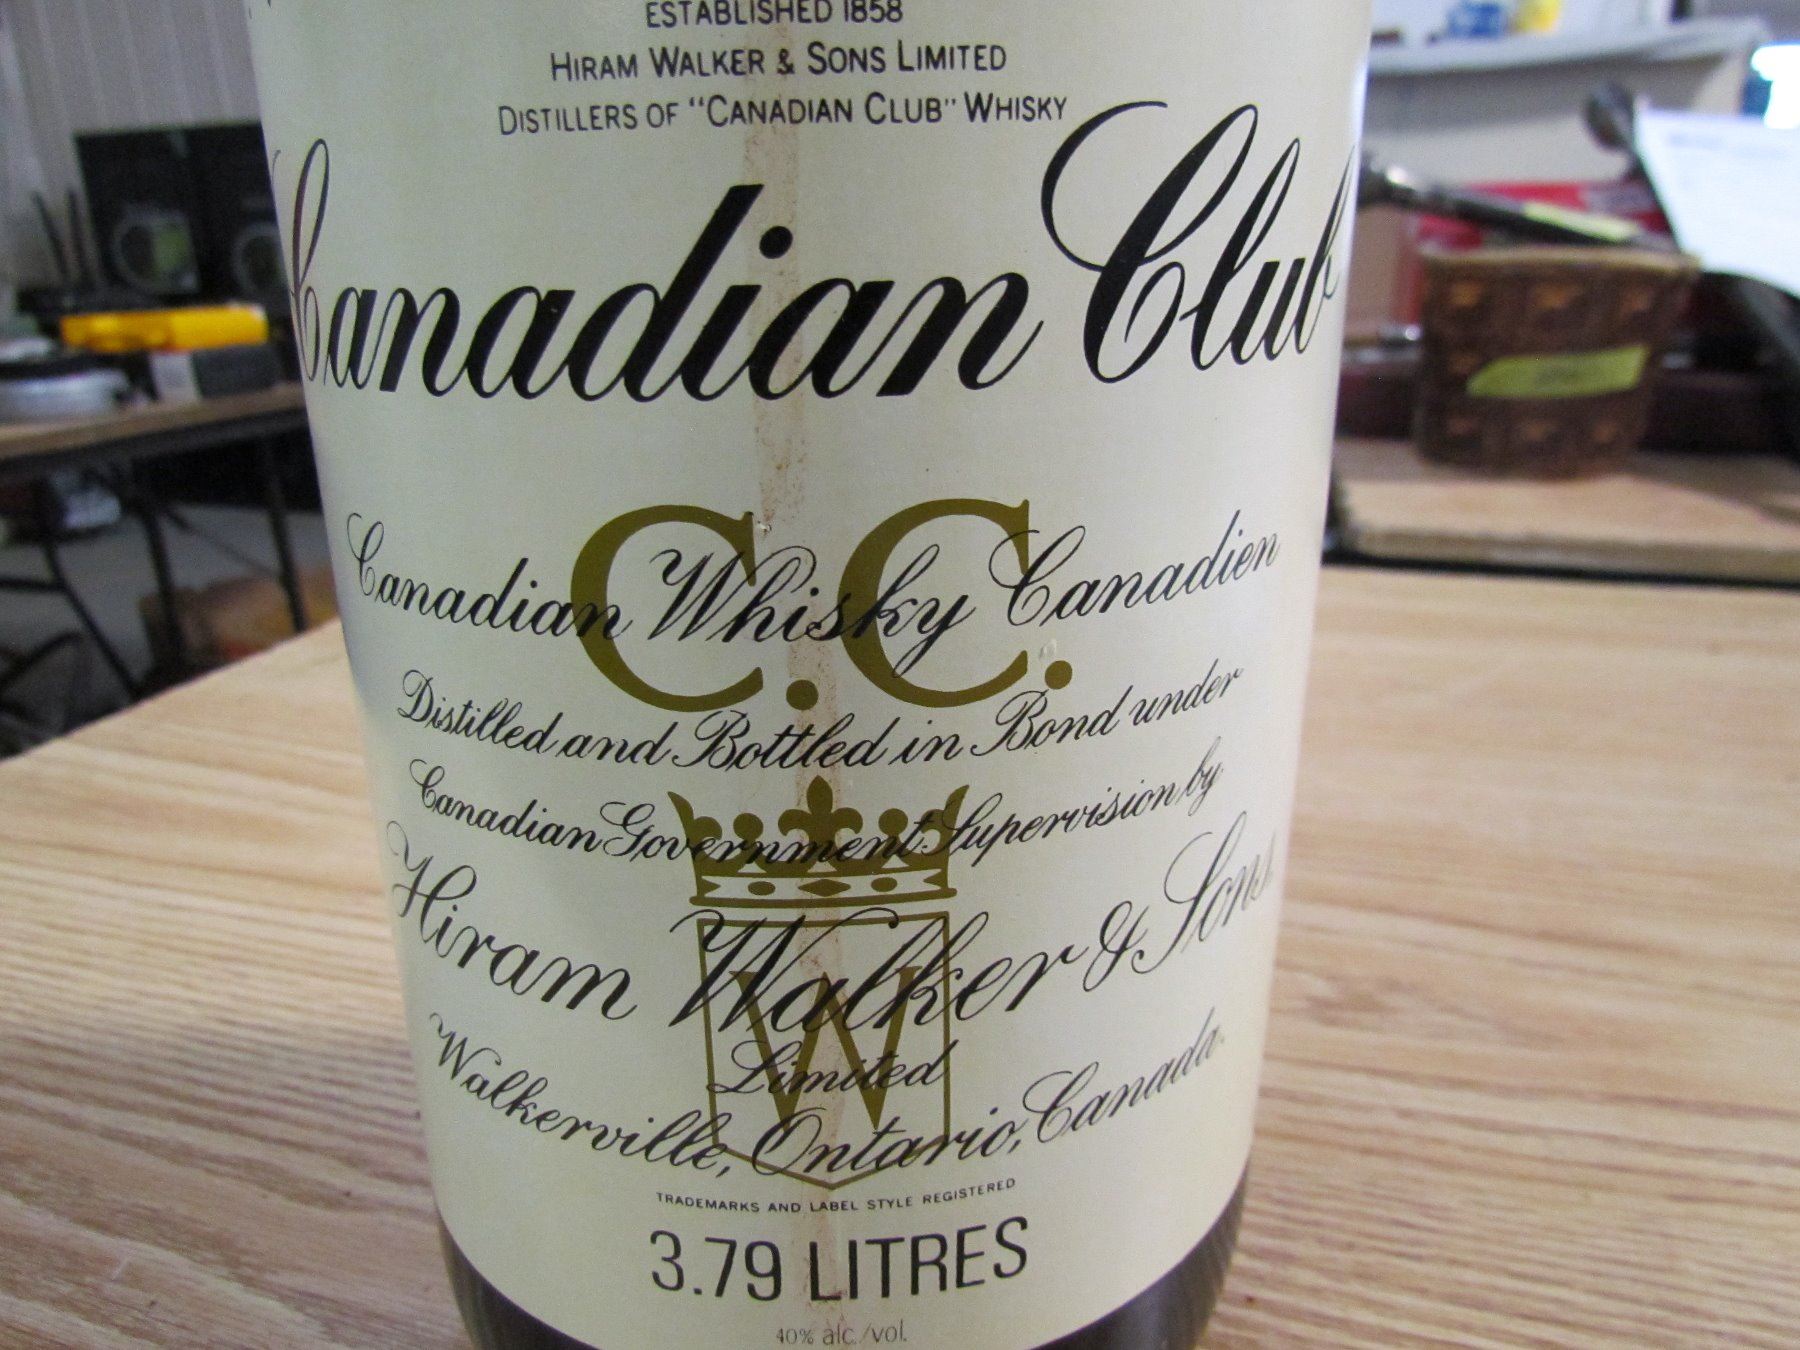 ESTABLISHED 1858
HIRAM WALKER & SONS LIMITED
DISTILLERS OF "CANADIAN CLUB" WHISKY
Canadian Club
C.C.
Canadian Whisky Canadien
Distilled and Bottled in Bond under
Canadian Government Supervision by
Hiram Walker & Sons
W
Limited
Walkerville, Ontario, Canada.
TRADEMARKS AND LABEL STYLE REGISTERED
3.79 LITRES
40% alc./vol.